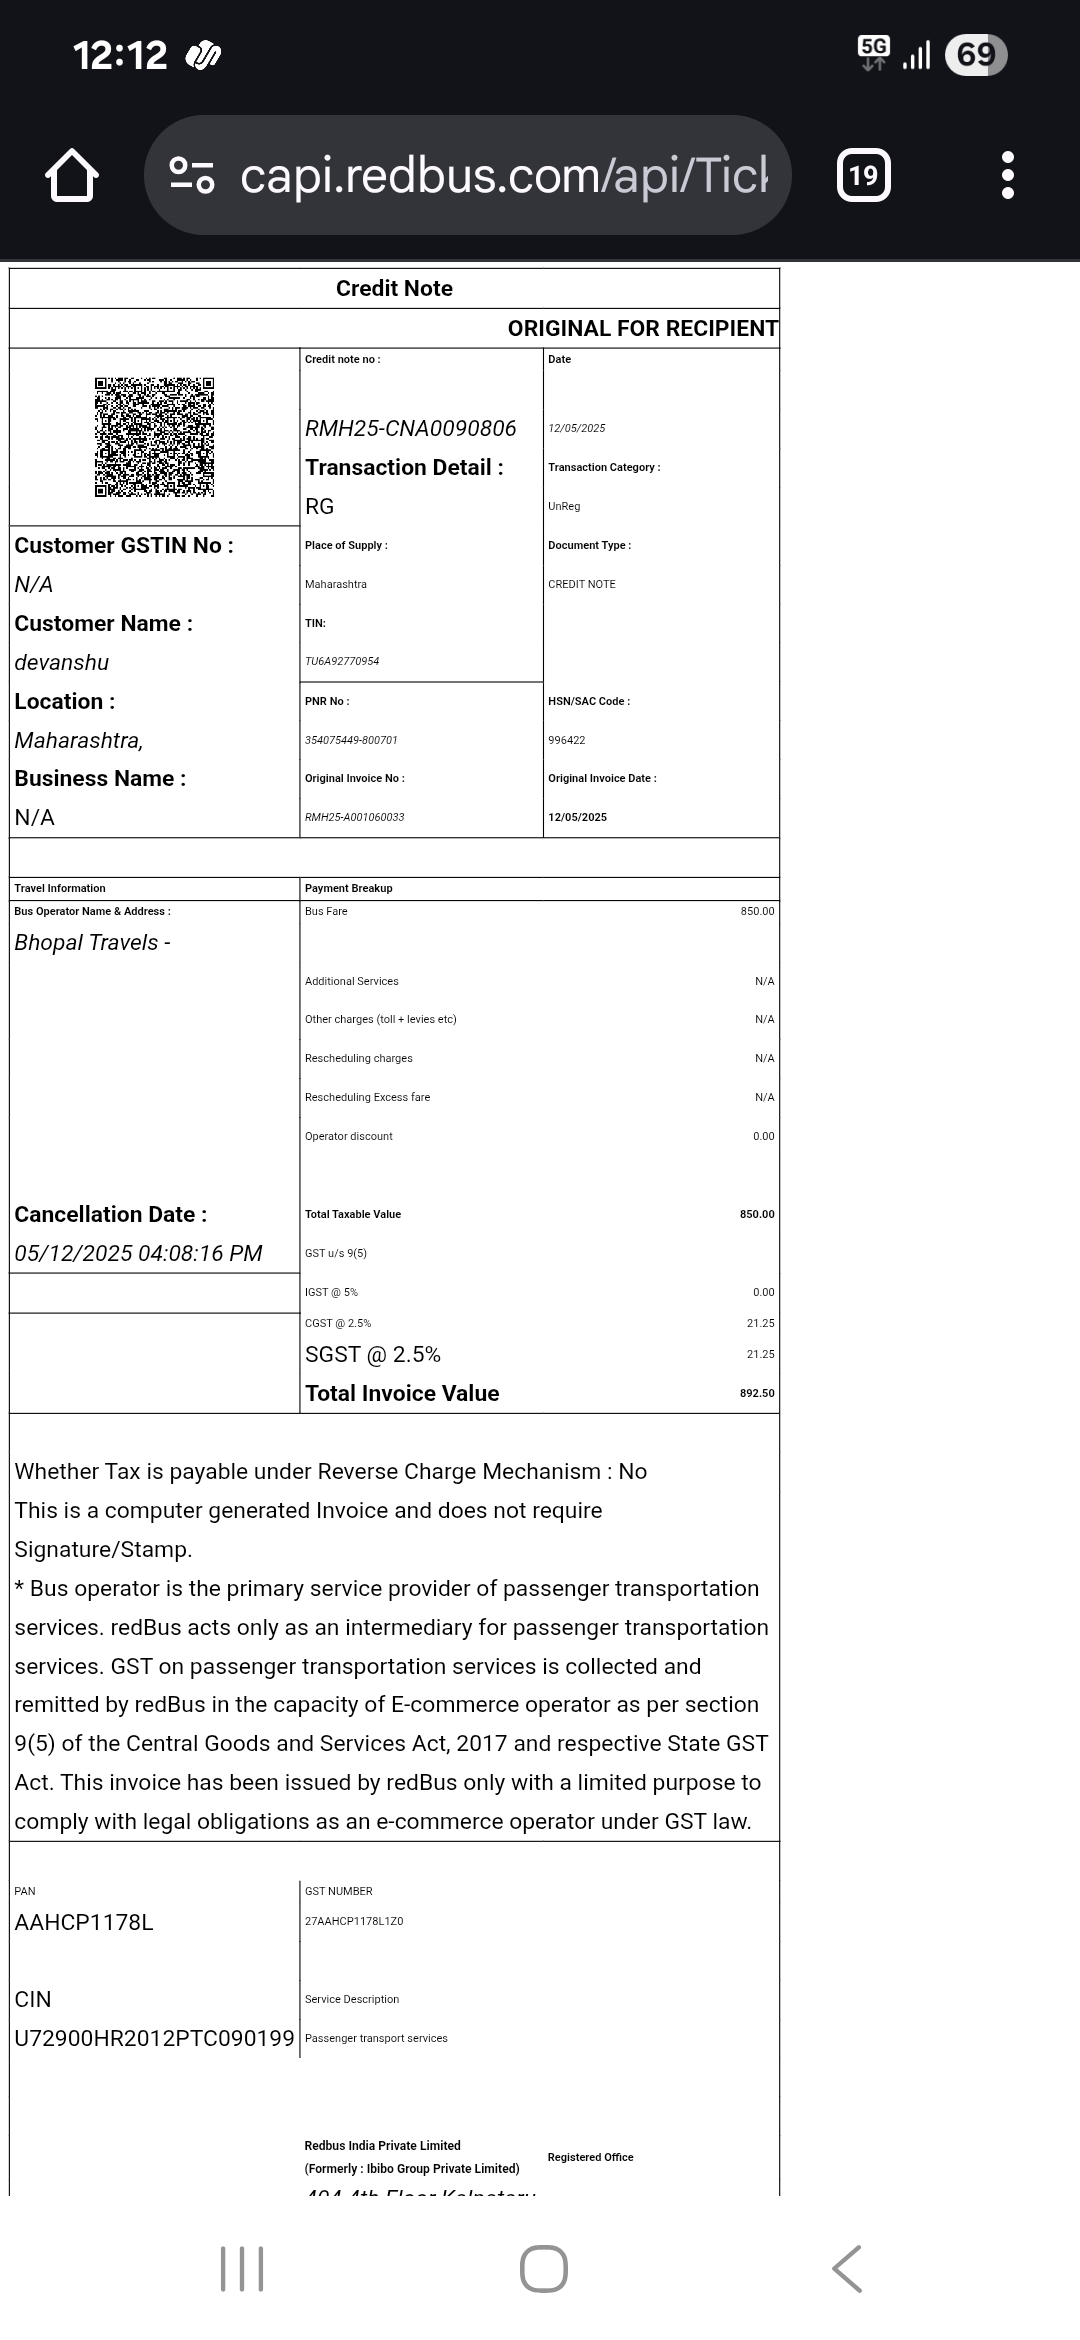 12:12
5G
69
capi.redbus.com/api/Tick
19
Credit Note
ORIGINAL FOR RECIPIENT
Credit note no :
Date
RMH25-CNA0090806
12/05/2025
Transaction Detail :
Transaction Category :
RG
UnReg
Customer GSTIN No :
Place of Supply :
Document Type :
N/A
Maharashtra
CREDIT NOTE
Customer Name :
TIN:
devanshu
TU6A92770954
Location :
PNR No :
HSN/SAC Code :
Maharashtra,
354075449-800701
996422
Business Name :
Original Invoice No :
Original Invoice Date :
N/A
RMH25-A001060033
12/05/2025
Travel Information
Payment Breakup
Bus Operator Name & Address :
Bus Fare
850.00
Bhopal Travels -
Additional Services
N/A
Other charges (toll + levies etc)
N/A
Rescheduling charges
N/A
Rescheduling Excess fare
N/A
Operator discount
0.00
Cancellation Date :
Total Taxable Value
850.00
05/12/2025 04:08:16 PM
GST u/s 9(5)
IGST @ 5%
0.00
CGST @ 2.5%
21.25
SGST @ 2.5%
21.25
Total Invoice Value
892.50
Whether Tax is payable under Reverse Charge Mechanism : No
This is a computer generated Invoice and does not require
Signature/Stamp.
* Bus operator is the primary service provider of passenger transportation
services. redBus acts only as an intermediary for passenger transportation
services. GST on passenger transportation services is collected and
remitted by redBus in the capacity of E-commerce operator as per section
9(5) of the Central Goods and Services Act, 2017 and respective State GST
Act. This invoice has been issued by redBus only with a limited purpose to
comply with legal obligations as an e-commerce operator under GST law.
PAN
GST NUMBER
AAHCP1178L
27AAHCP1178L1Z0
CIN
Service Description
U72900HR2012PTC090199
Passenger transport services
Redbus India Private Limited
Registered Office
(Formerly : Ibibo Group Private Limited)
404 4th Floor Kalpataru